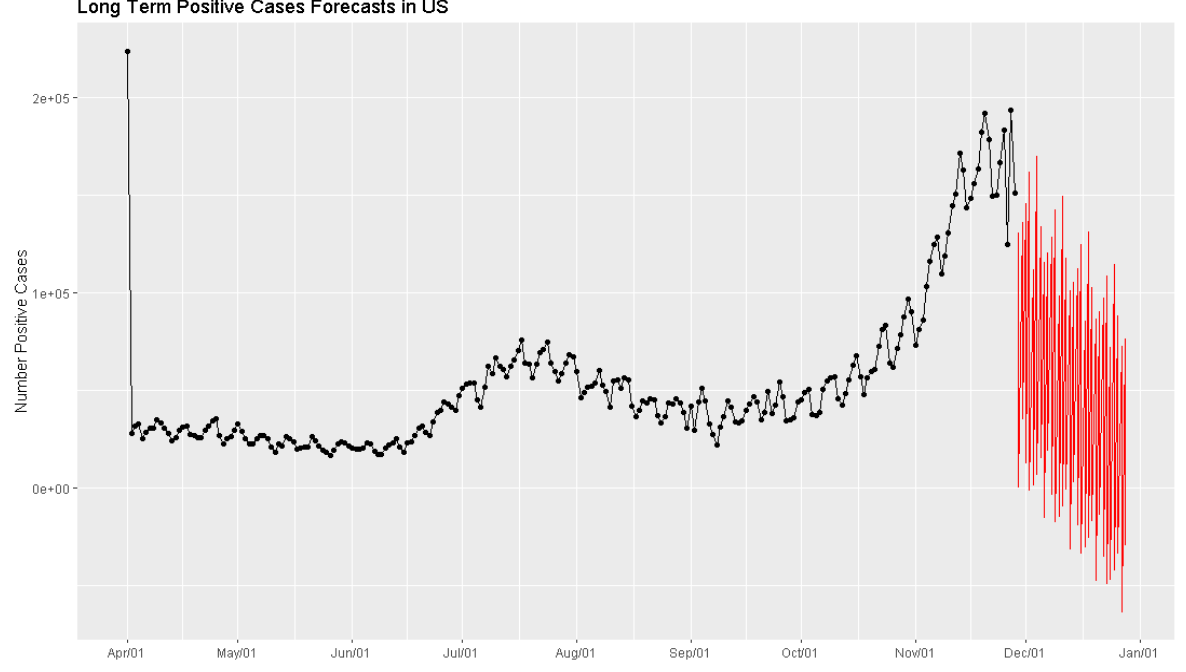 Long Term Positive Cases Forecasts in US
Number Positive Cases
2e+05
1e+05
0e+00
Apr/01 May/01 Jun/01 Jul/01 Aug/01 Sep/01 Oct/01 Nov/01 Dec/01 Jan/01